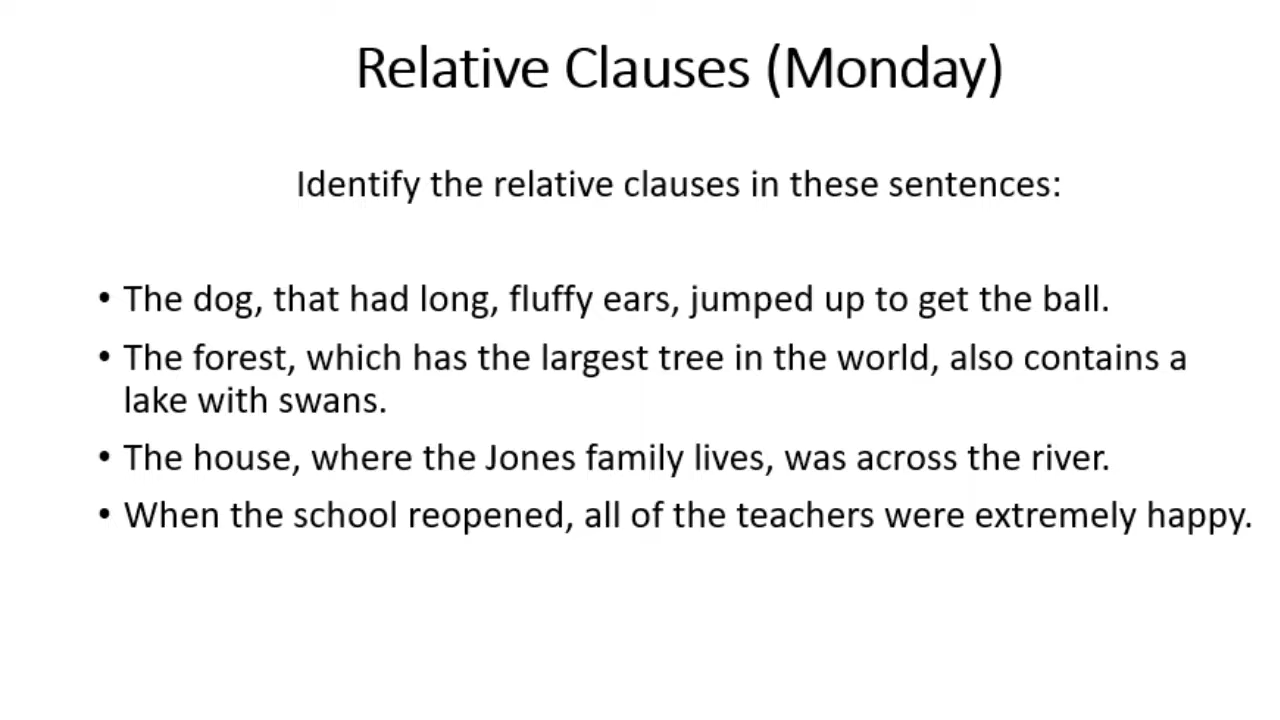 Relative Clauses (Monday)
Identify the relative clauses in these sentences:
• The dog, that had long, fluffy ears, jumped up to get the ball.
• The forest, which has the largest tree in the world, also contains a
lake with swans.
• The house, where the Jones family lives, was across the river.
• When the school reopened, all of the teachers were extremely happy.